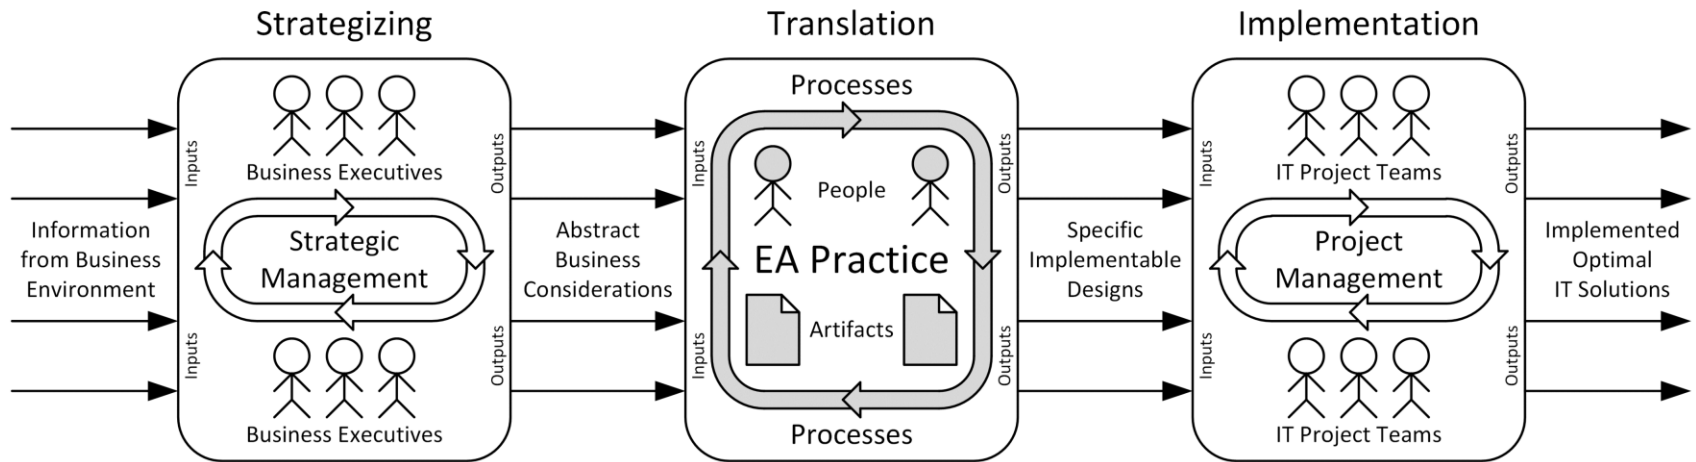 Strategizing
Translation
Implementation
Inputs
Business Executives
Outputs
Inputs
Processes
People
Outputs
Inputs
IT Project Teams
Outputs
Information
from Business
Environment
Strategic
Management
Abstract
Business
Considerations
EA Practice
Specific
Implementable
Designs
Project
Management
Implemented
Optimal
IT Solutions
Inputs
Business Executives
Outputs
Inputs
Artifacts
Processes
Outputs
Inputs
IT Project Teams
Outputs